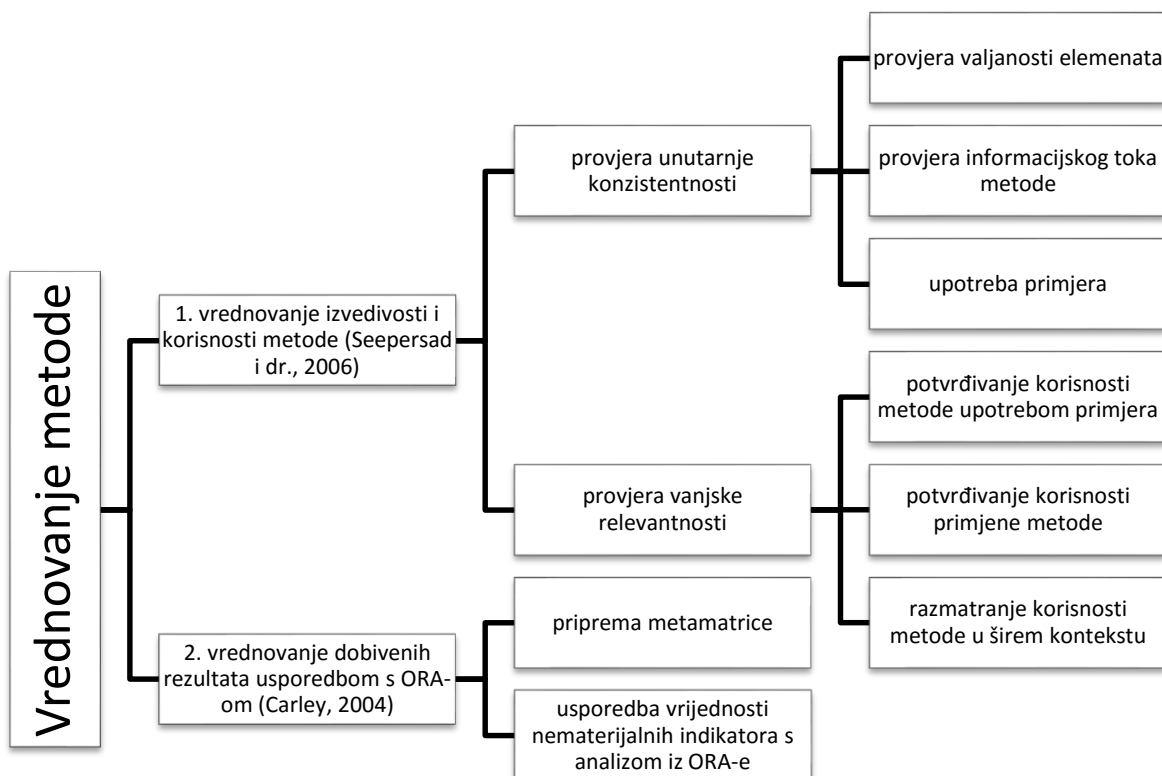 Vrednovanje metode
1. vrednovanje izvedivosti i
korisnosti metode (Seepersad
i dr., 2006)
provjera unutarnje
konzistentnosti
provjera valjanosti elemenata
provjera informacijskog toka
metode
upotreba primjera
provjera vanjske
relevantnosti
potvrđivanje korisnosti
metode upotrebom primjera
potvrđivanje korisnosti
primjene metode
razmatranje korisnosti
metode u širem kontekstu
2. vrednovanje dobivenih
rezultata usporedbom s ORA-
om (Carley, 2004)
priprema metamatrice
usporedba vrijednosti
nematerijalnih indikatora s
analizom iz ORA-e